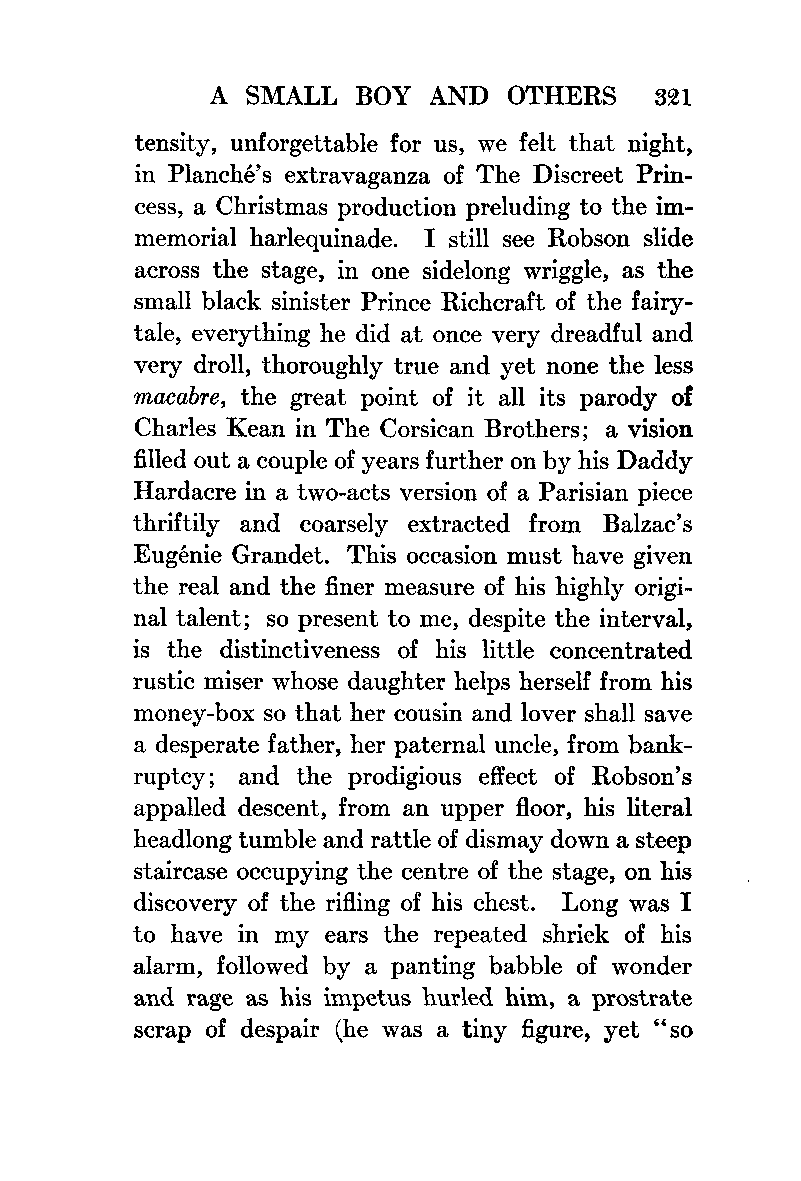 A SMALL BOY AND OTHERS 321
tensity, unforgettable for us, we felt that night,
in Planché's extravaganza of The Discreet Prin-
cess, a Christmas production preluding to the im-
memorial harlequinade. I still see Robson slide
across the stage, in one sidelong wriggle, as the
small black sinister Prince Richcraft of the fairy-
tale, everything he did at once very dreadful and
very droll, thoroughly true and yet none the less
macabre, the great point of it all its parody of
Charles Kean in The Corsican Brothers; a vision
filled out a couple of years further on by his Daddy
Hardacre in a two-acts version of a Parisian piece
thriftily and coarsely extracted from Balzac's
Eugénie Grandet. This occasion must have given
the real and the finer measure of his highly origi-
nal talent; so present to me, despite the interval,
is the distinctiveness of his little concentrated
rustic miser whose daughter helps herself from his
money-box so that her cousin and lover shall save
a desperate father, her paternal uncle, from bank-
ruptcy; and the prodigious effect of Robson's
appalled descent, from an upper floor, his literal
headlong tumble and rattle of dismay down a steep
staircase occupying the centre of the stage, on his
discovery of the rifling of his chest. Long was I
to have in my ears the repeated shriek of his
alarm, followed by a panting babble of wonder
and rage as his impetus hurled him, a prostrate
scrap of despair (he was a tiny figure, yet "so